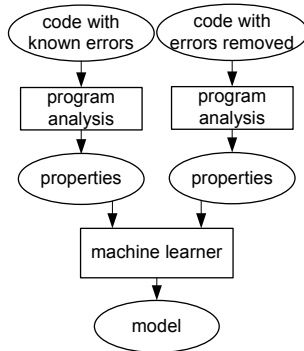 code with
known errors
code with
errors removed
program
analysis
program
analysis
properties
properties
machine learner
model